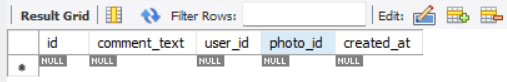 Result Grid Filter Rows: Edit:
id comment_text user_id photo_id created_at
NULL NULL NULL NULL NULL